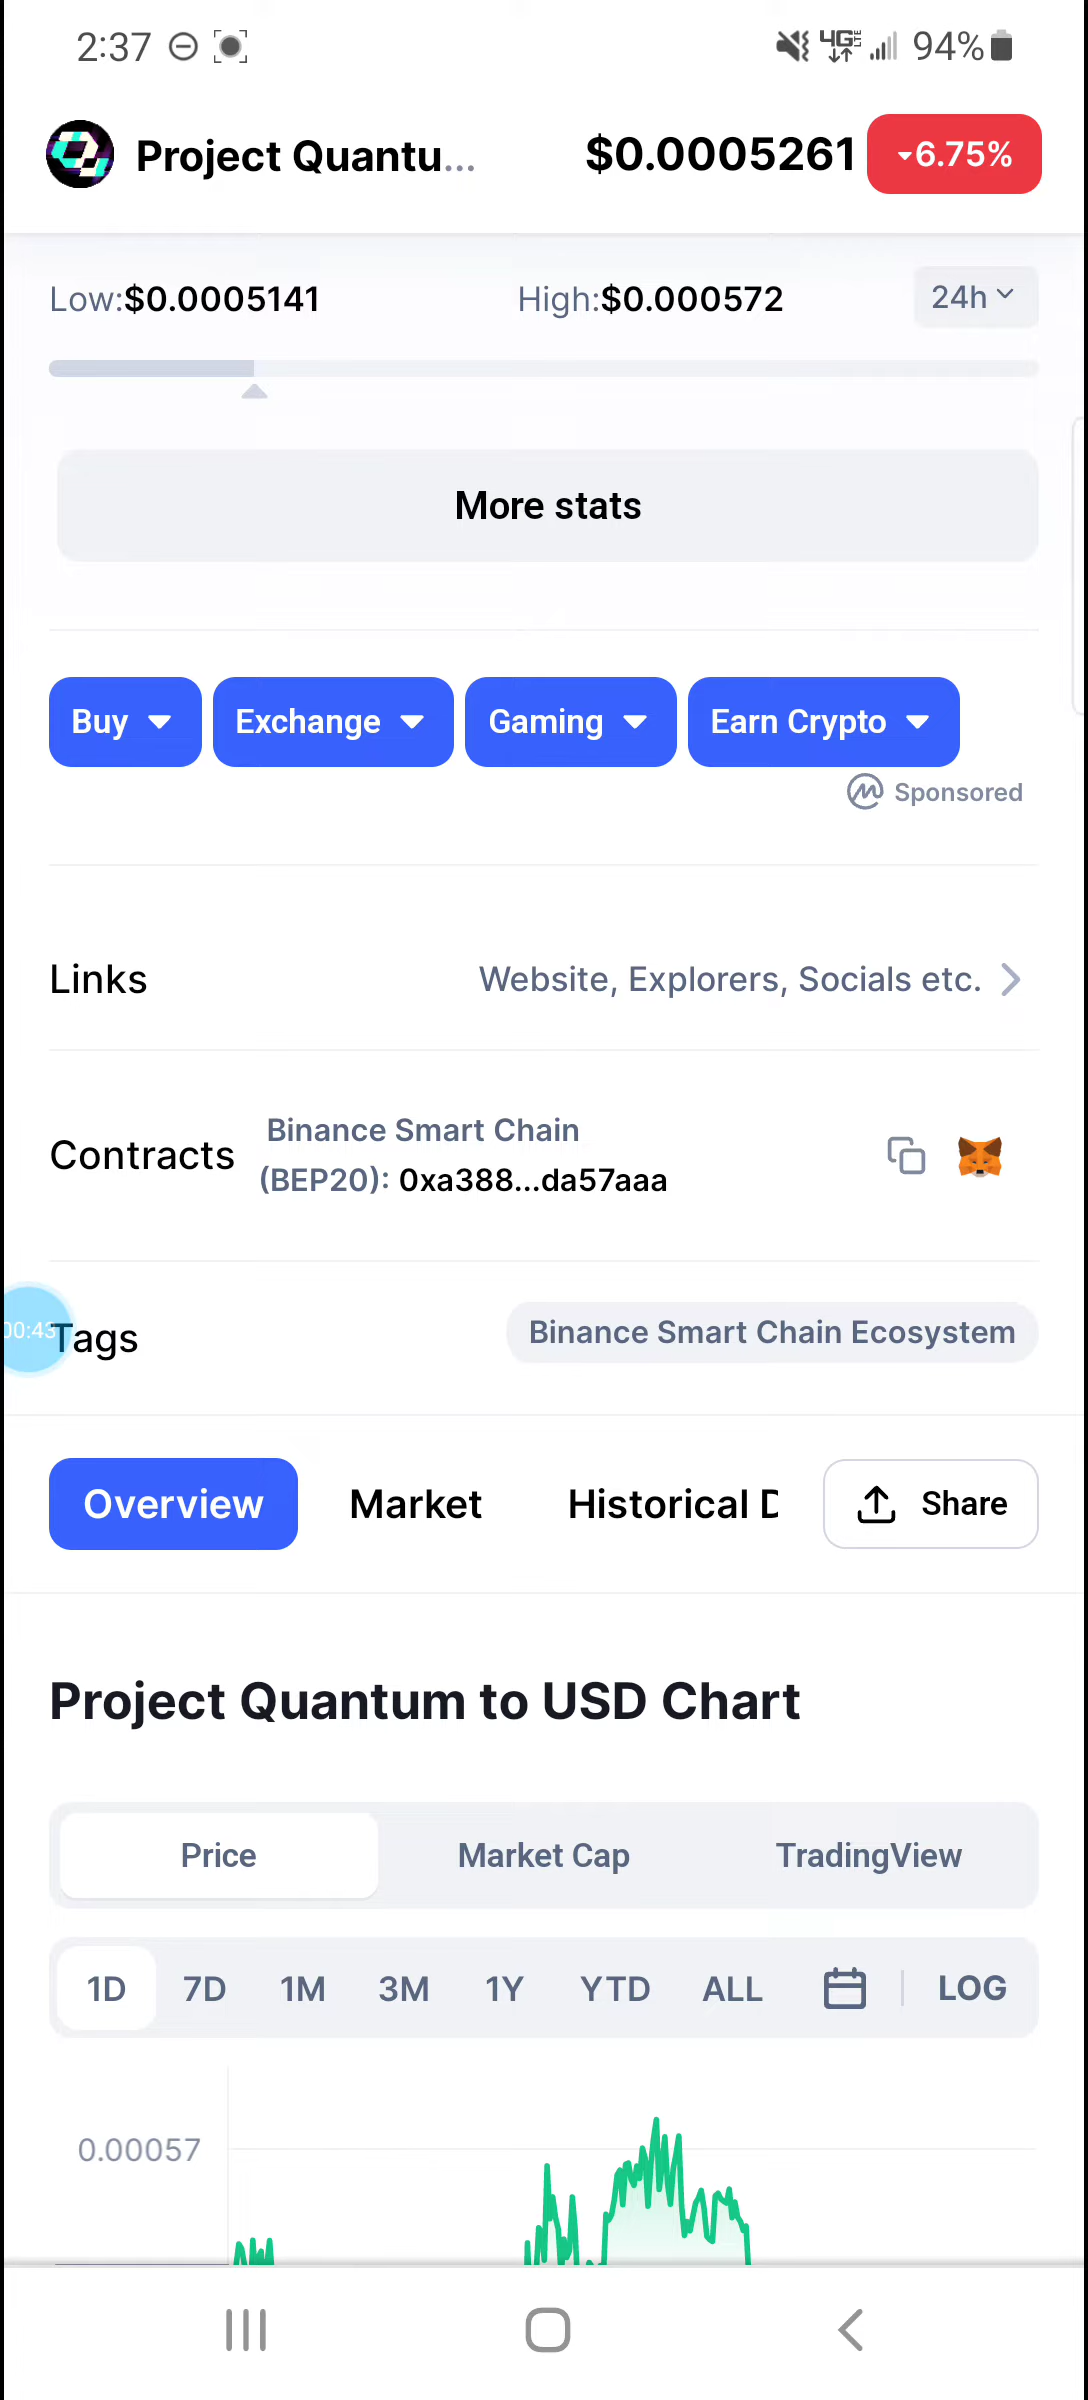 2:37 4G LTE 94%
Project Quantu... $0.0005261 6.75%
Low:$0.0005141 High:$0.000572 24h
More stats
Buy Exchange Gaming Earn Crypto
Sponsored
Links Website, Explorers, Socials etc.
Contracts Binance Smart Chain
(BEP20): 0xa388...da57aaa
00:43
Tags Binance Smart Chain Ecosystem
Overview Market Historical D Share
Project Quantum to USD Chart
Price Market Cap TradingView
1D 7D 1M 3M 1Y YTD ALL LOG
0.00057